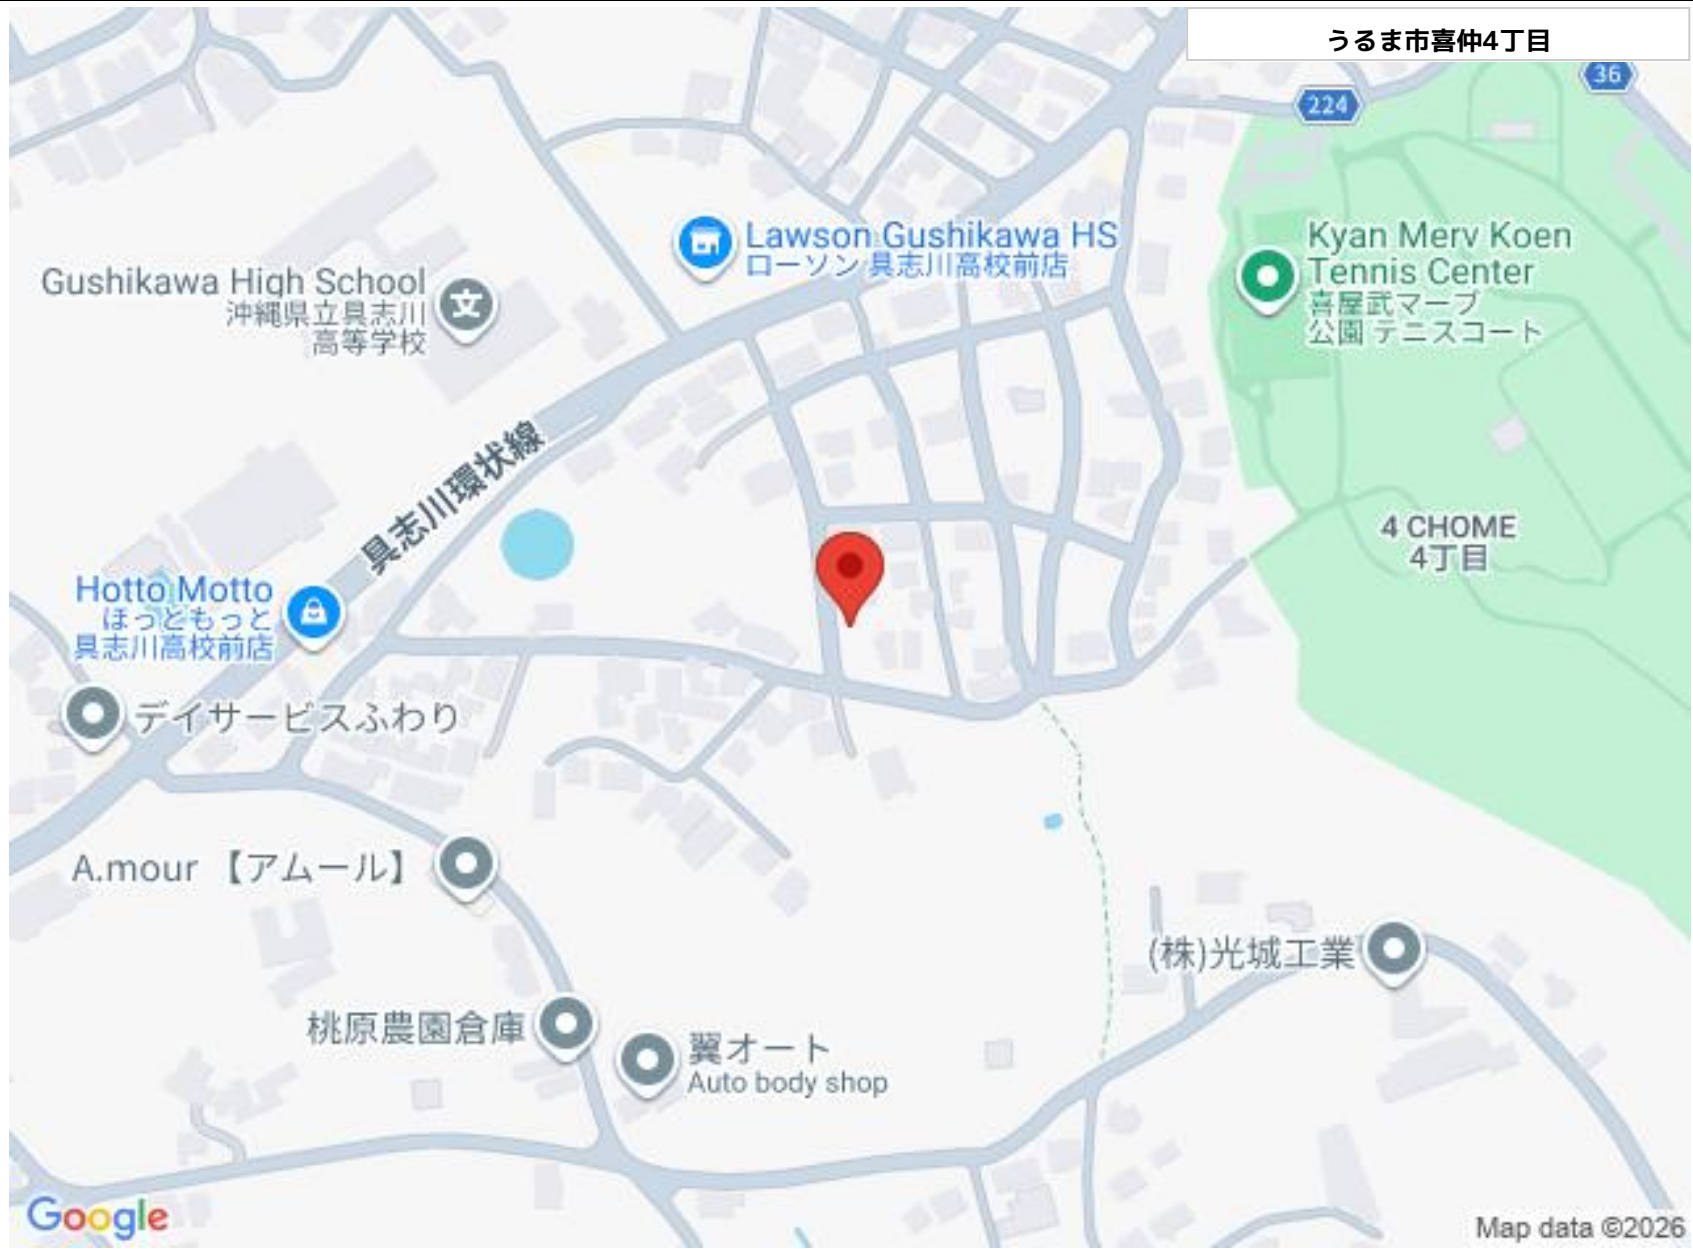 うるま市喜仲4丁目
36
224
Lawson Gushikawa HS
ローソン 具志川高校前店
Kyan Merv Koen
Tennis Center
喜屋武マーブ
公園 テニスコート
Gushikawa High School
沖縄県立具志川
高等学校
具志川環状線
4 CHOME
4丁目
Hotto Motto
ほっともっと
具志川高校前店
デイサービスふわり
A.mour 【アムール】
(株)光城工業
桃原農園倉庫
翼オート
Auto body shop
Google
Map data ©2026